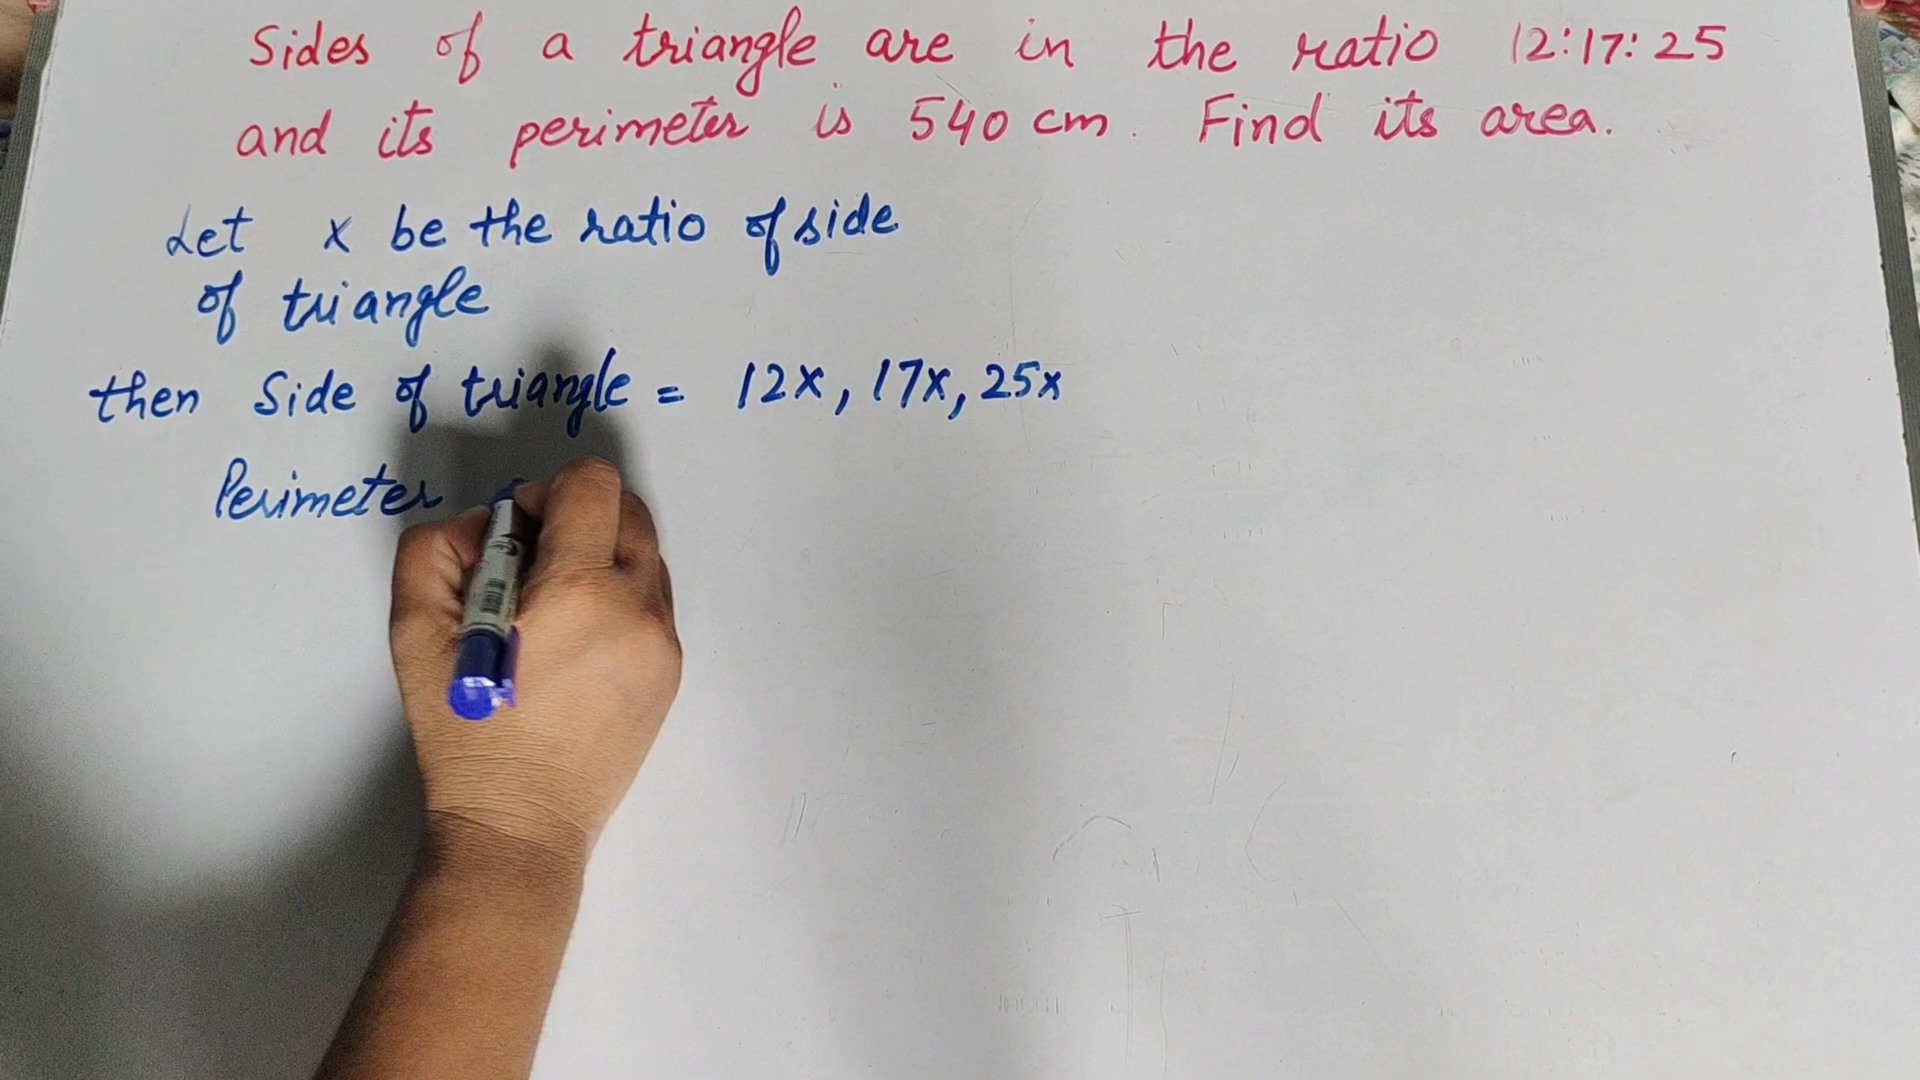 Sides of a triangle are in the ratio 12:17:25
and its perimeter is 540 cm. Find its area.
Let x be the ratio of side
of triangle
then Side of triangle = 12x, 17x, 25x
Perimeter